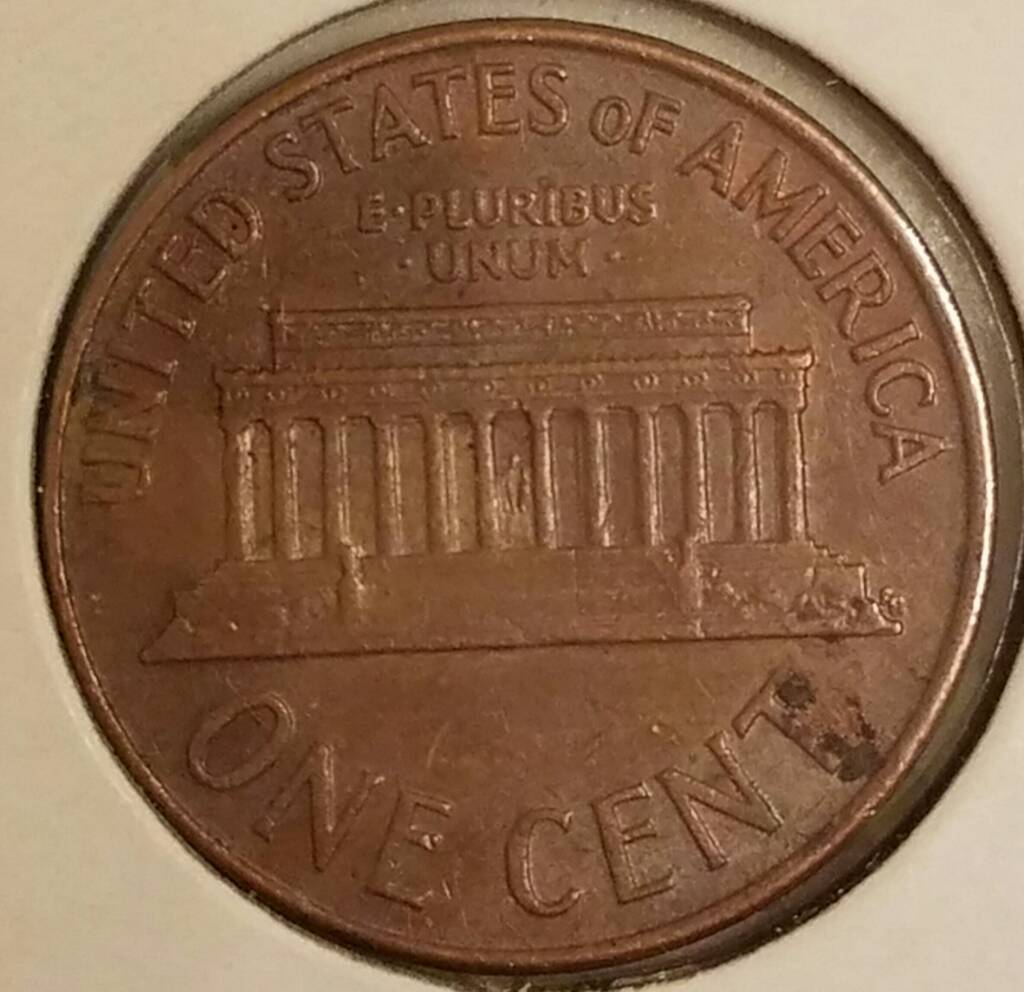 UNITED STATES OF AMERICA
E·PLURIBUS
·UNUM·
ONE CENT